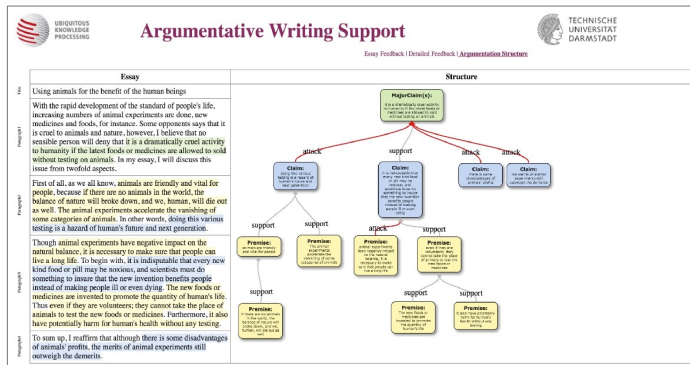 UBIQUITOUS
KNOWLEDGE
PROCESSING
Argumentative Writing Support
TECHNISCHE
UNIVERSITÄT
DARMSTADT
Essay Feedback | Detailed Feedback | Argumentation Structure
Essay
Structure
Title
Using animals for the benefit of the human beings
Paragraph1
With the rapid development of the standard of people's life,
increasing numbers of animal experiments are done, new
medicines and foods, for instance. Some opponents says that it
is cruel to animals and nature, however, I believe that no
sensible person will deny that it is a dramatically cruel activity
to humanity if the latest foods or medicines are allowed to sold
without testing on animals. In my essay, I will discuss this
issue from twofold aspects.
Paragraph2
First of all, as we all know, animals are friendly and vital for
people, because if there are no animals in the world, the
balance of nature will broke down, and we, human, will die out
as well. The animal experiments accelerate the vanishing of
some categories of animals. In other words, doing this various
testing is a hazard of human's future and next generation.
Paragraph3
Though animal experiments have negative impact on the
natural balance, it is necessary to make sure that people can
live a long life. To begin with, it is indisputable that every new
kind food or pill may be noxious, and scientists must do
something to insure that the new invention benefits people
instead of making people ill or even dying. The new foods or
medicines are invented to promote the quantity of human's life.
Thus even if they are volunteers; they cannot take the place of
animals to test the new foods or medicines. Furthermore, it also
have potentially harm for human's health without any testing.
Paragraph4
To sum up, I reaffirm that although there is some disadvantages
of animals' profits, the merits of animal experiments still
outweigh the demerits.
MajorClaim(s):
attack
support
attack
attack
Claim:
Claim:
Claim:
Claim:
support
support
attack
support
Premise:
Premise:
Premise:
Premise:
support
support
support
Premise:
Premise:
Premise: